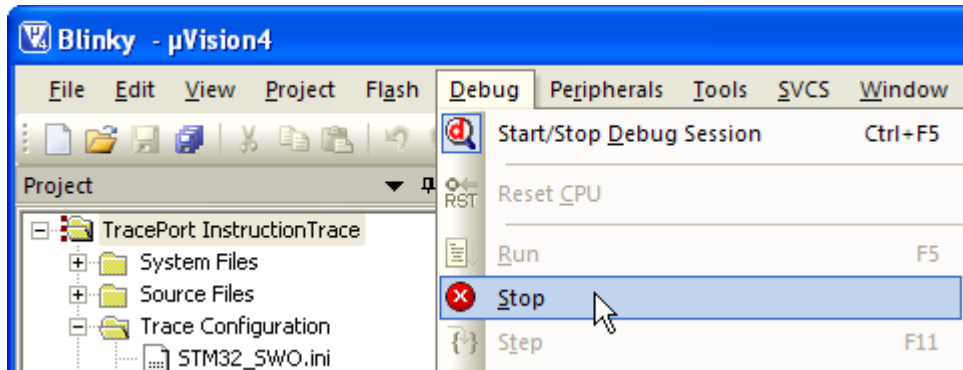 Blinky - µVision4
File Edit View Project Flash Debug Peripherals Tools SVCS Window
Start/Stop Debug Session Ctrl+F5
Project
RST Reset CPU
TracePort InstructionTrace
System Files
Run F5
Source Files
Stop
Trace Configuration
STM32_SWO.ini
Step F11